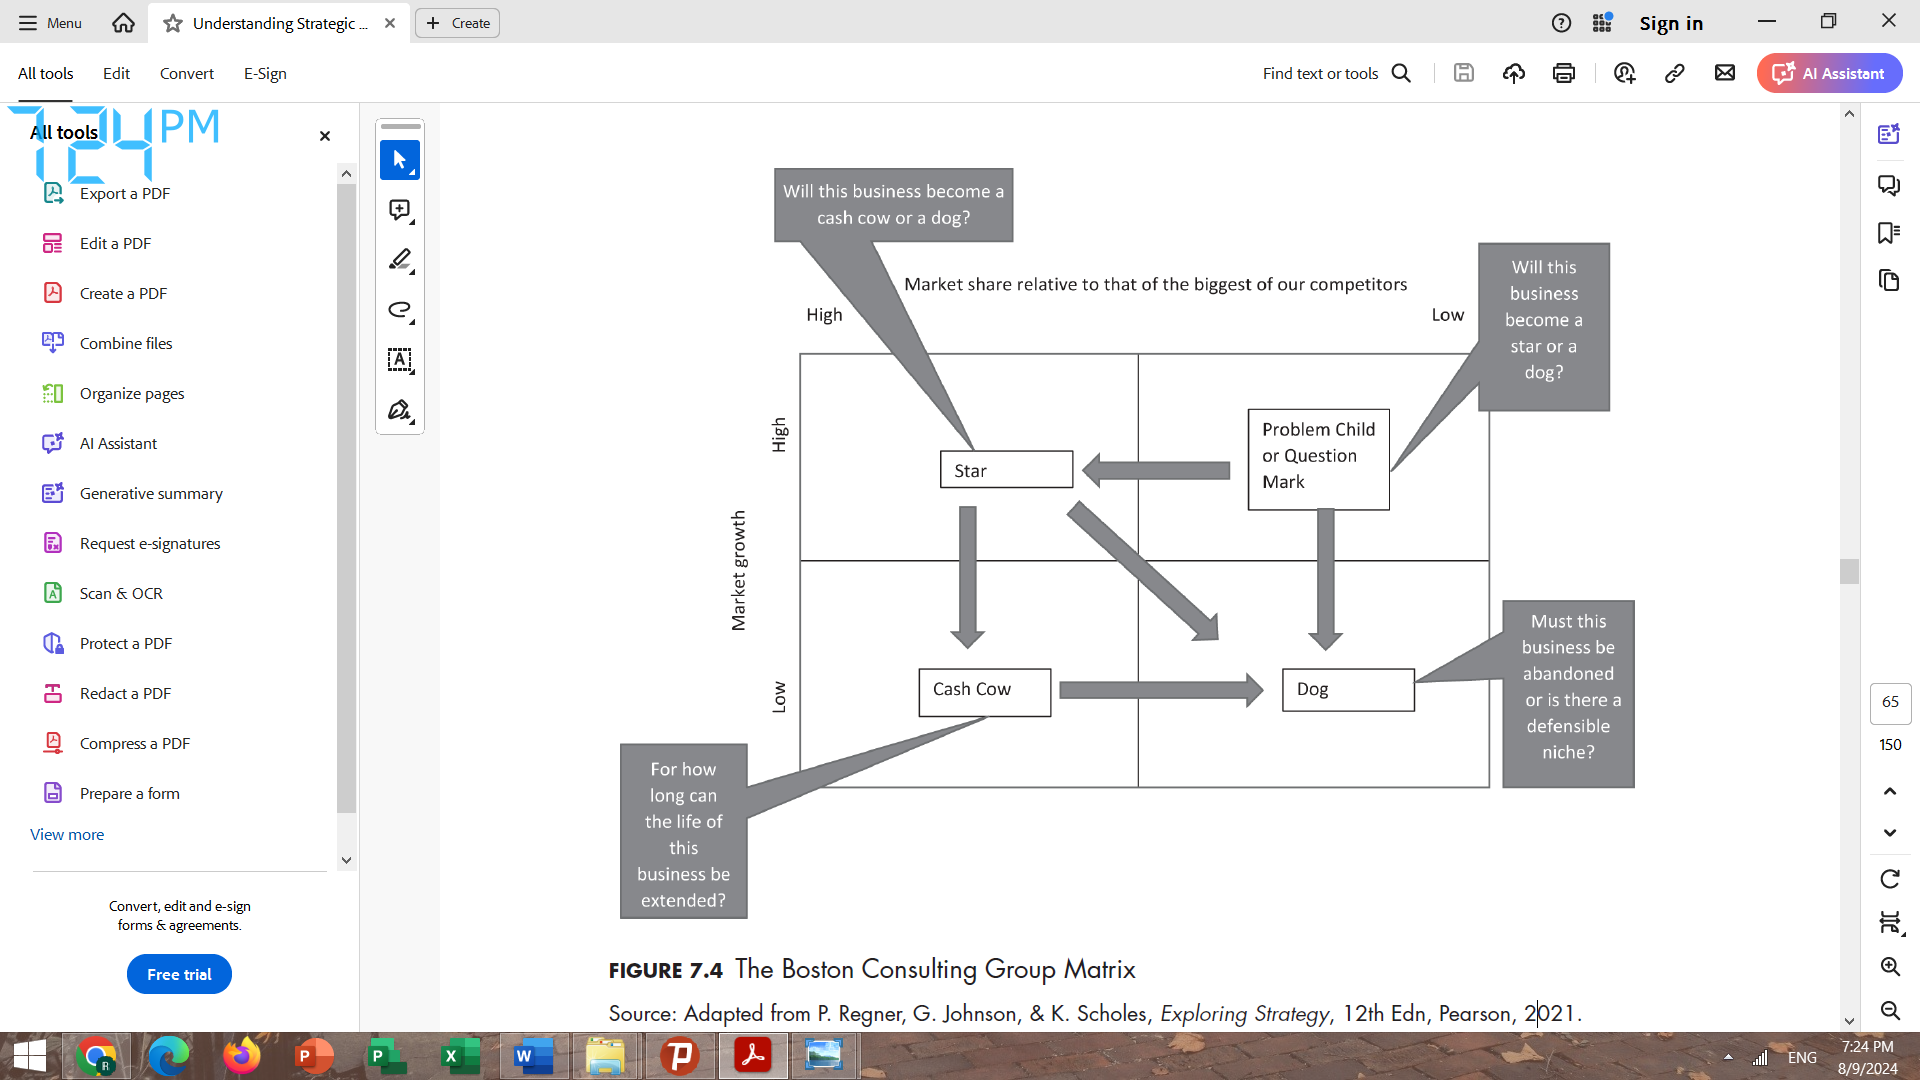 Menu
Understanding Strategic ...
Create
Sign in
All tools
Edit
Convert
E-Sign
Find text or tools
AI Assistant
7:24 PM
All tools
Export a PDF
Edit a PDF
Create a PDF
Combine files
Organize pages
AI Assistant
Generative summary
Request e-signatures
Scan & OCR
Protect a PDF
Redact a PDF
Compress a PDF
Prepare a form
View more
Convert, edit and e-sign
forms & agreements.
Free trial
Will this business become a
cash cow or a dog?
Market share relative to that of the biggest of our competitors
High
Low
Will this
business
become a
star or a
dog?
High
Market growth
Low
Star
Problem Child
or Question
Mark
Cash Cow
Dog
Must this
business be
abandoned
or is there a
defensible
niche?
For how
long can
the life of
this
business be
extended?
FIGURE 7.4 The Boston Consulting Group Matrix
Source: Adapted from P. Regner, G. Johnson, & K. Scholes, Exploring Strategy, 12th Edn, Pearson, 2021.
65
150
ENG
7:24 PM
8/9/2024